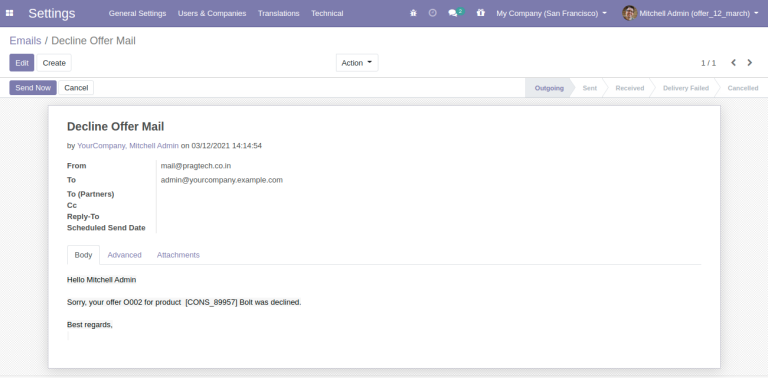 Settings General Settings Users & Companies Translations Technical 2 My Company (San Francisco) Mitchell Admin (offer_12_march)
Emails / Decline Offer Mail
Edit Create Action 1 / 1
Send Now Cancel Outgoing Sent Received Delivery Failed Cancelled
Decline Offer Mail
by YourCompany, Mitchell Admin on 03/12/2021 14:14:54
From mail@pragtech.co.in
To admin@yourcompany.example.com
To (Partners)
Cc
Reply-To
Scheduled Send Date
Body Advanced Attachments
Hello Mitchell Admin
Sorry, your offer O002 for product [CONS_89957] Bolt was declined.
Best regards,